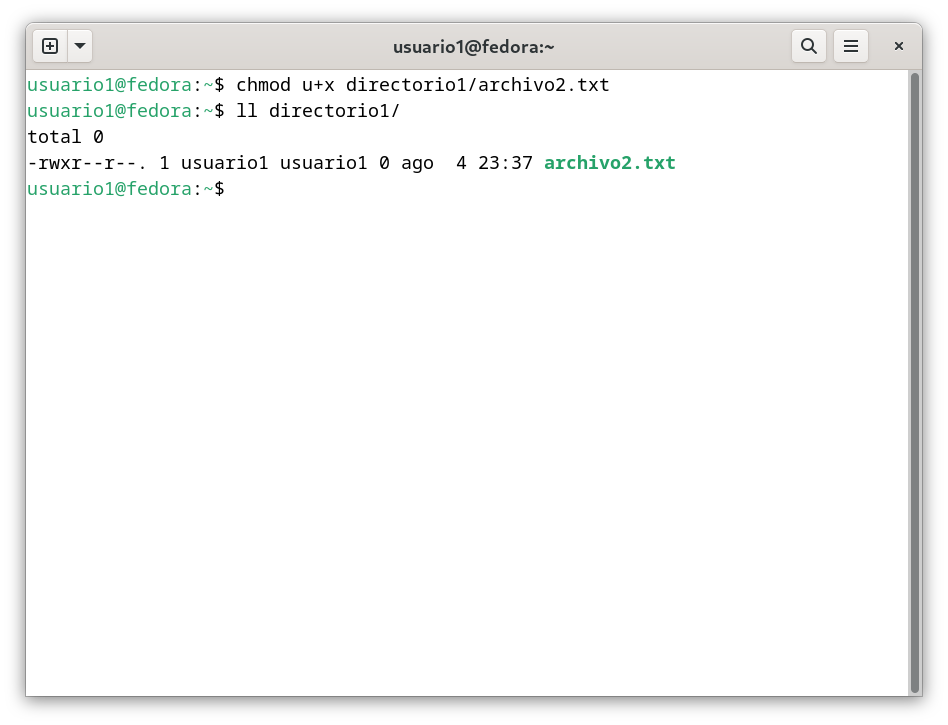 usuario1@fedora:~
usuario1@fedora:~$ chmod u+x directorio1/archivo2.txt
usuario1@fedora:~$ ll directorio1/
total 0
-rwxr--r--. 1 usuario1 usuario1 0 ago  4 23:37 archivo2.txt
usuario1@fedora:~$